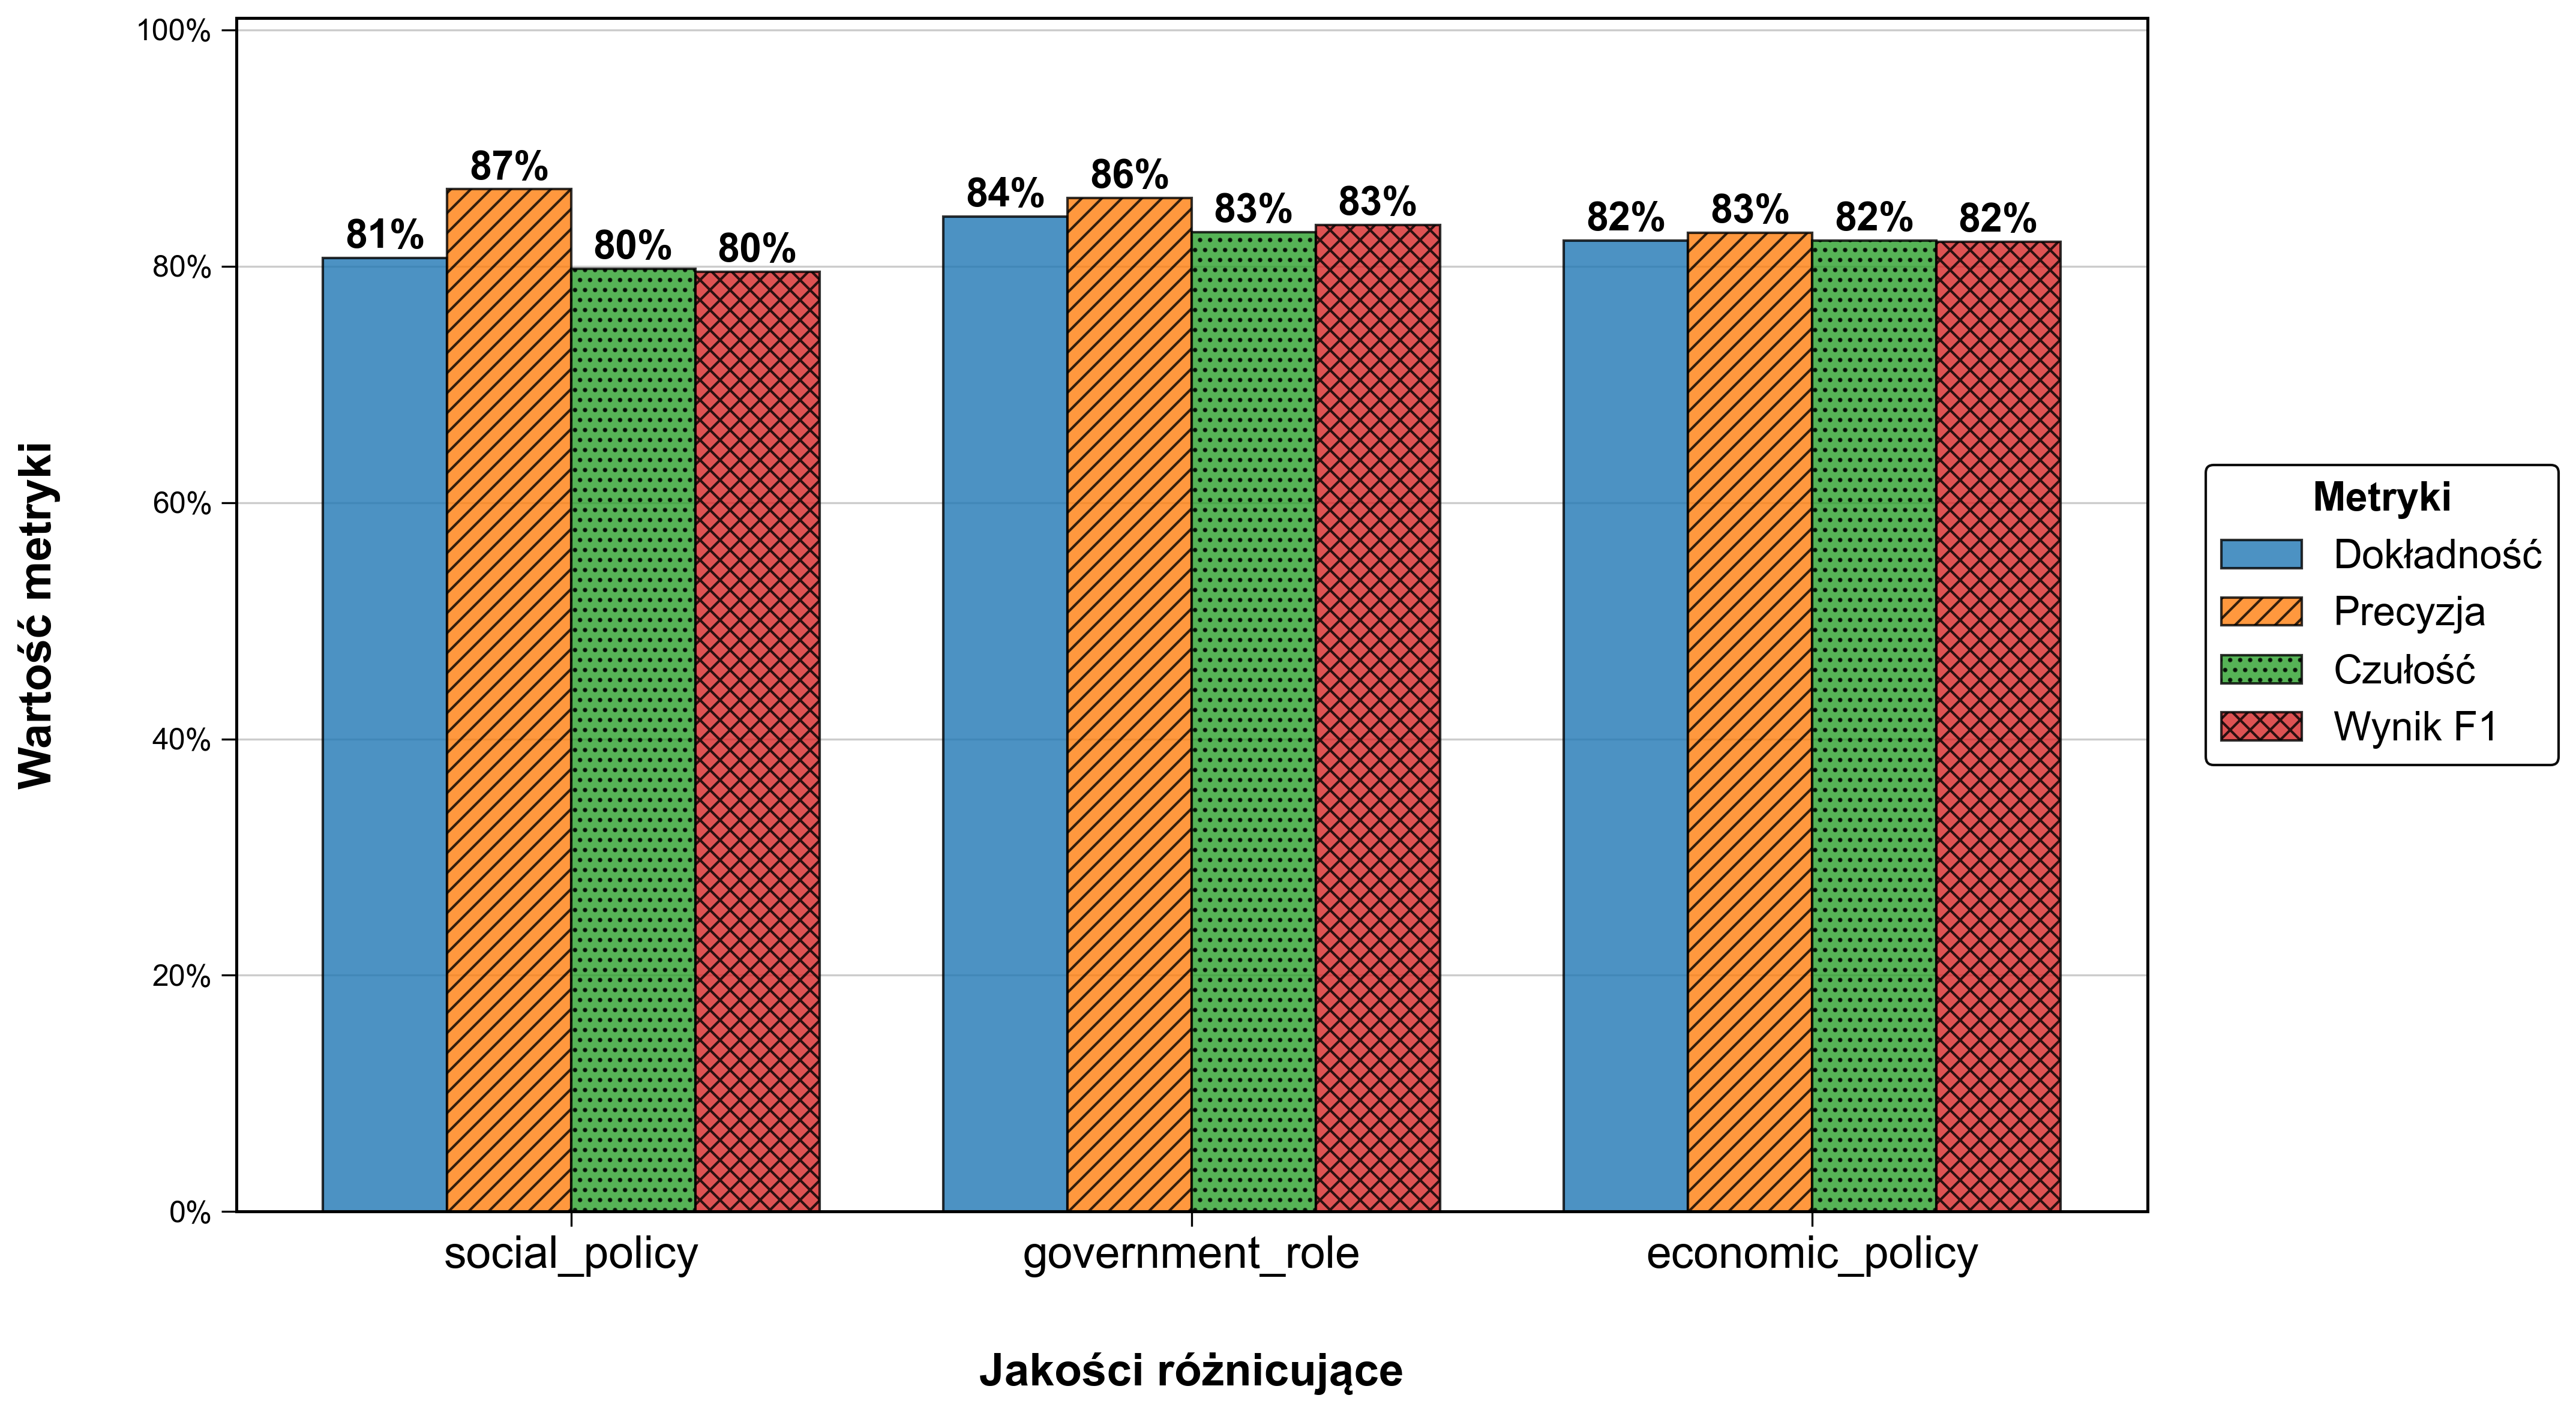 Wartość metryki
100%
80%
60%
40%
20%
0%
81%
87%
80%
80%
84%
86%
83%
83%
82%
83%
82%
82%
social_policy
government_role
economic_policy
Jakości różnicujące
Metryki
Dokładność
Precyzja
Czułość
Wynik F1